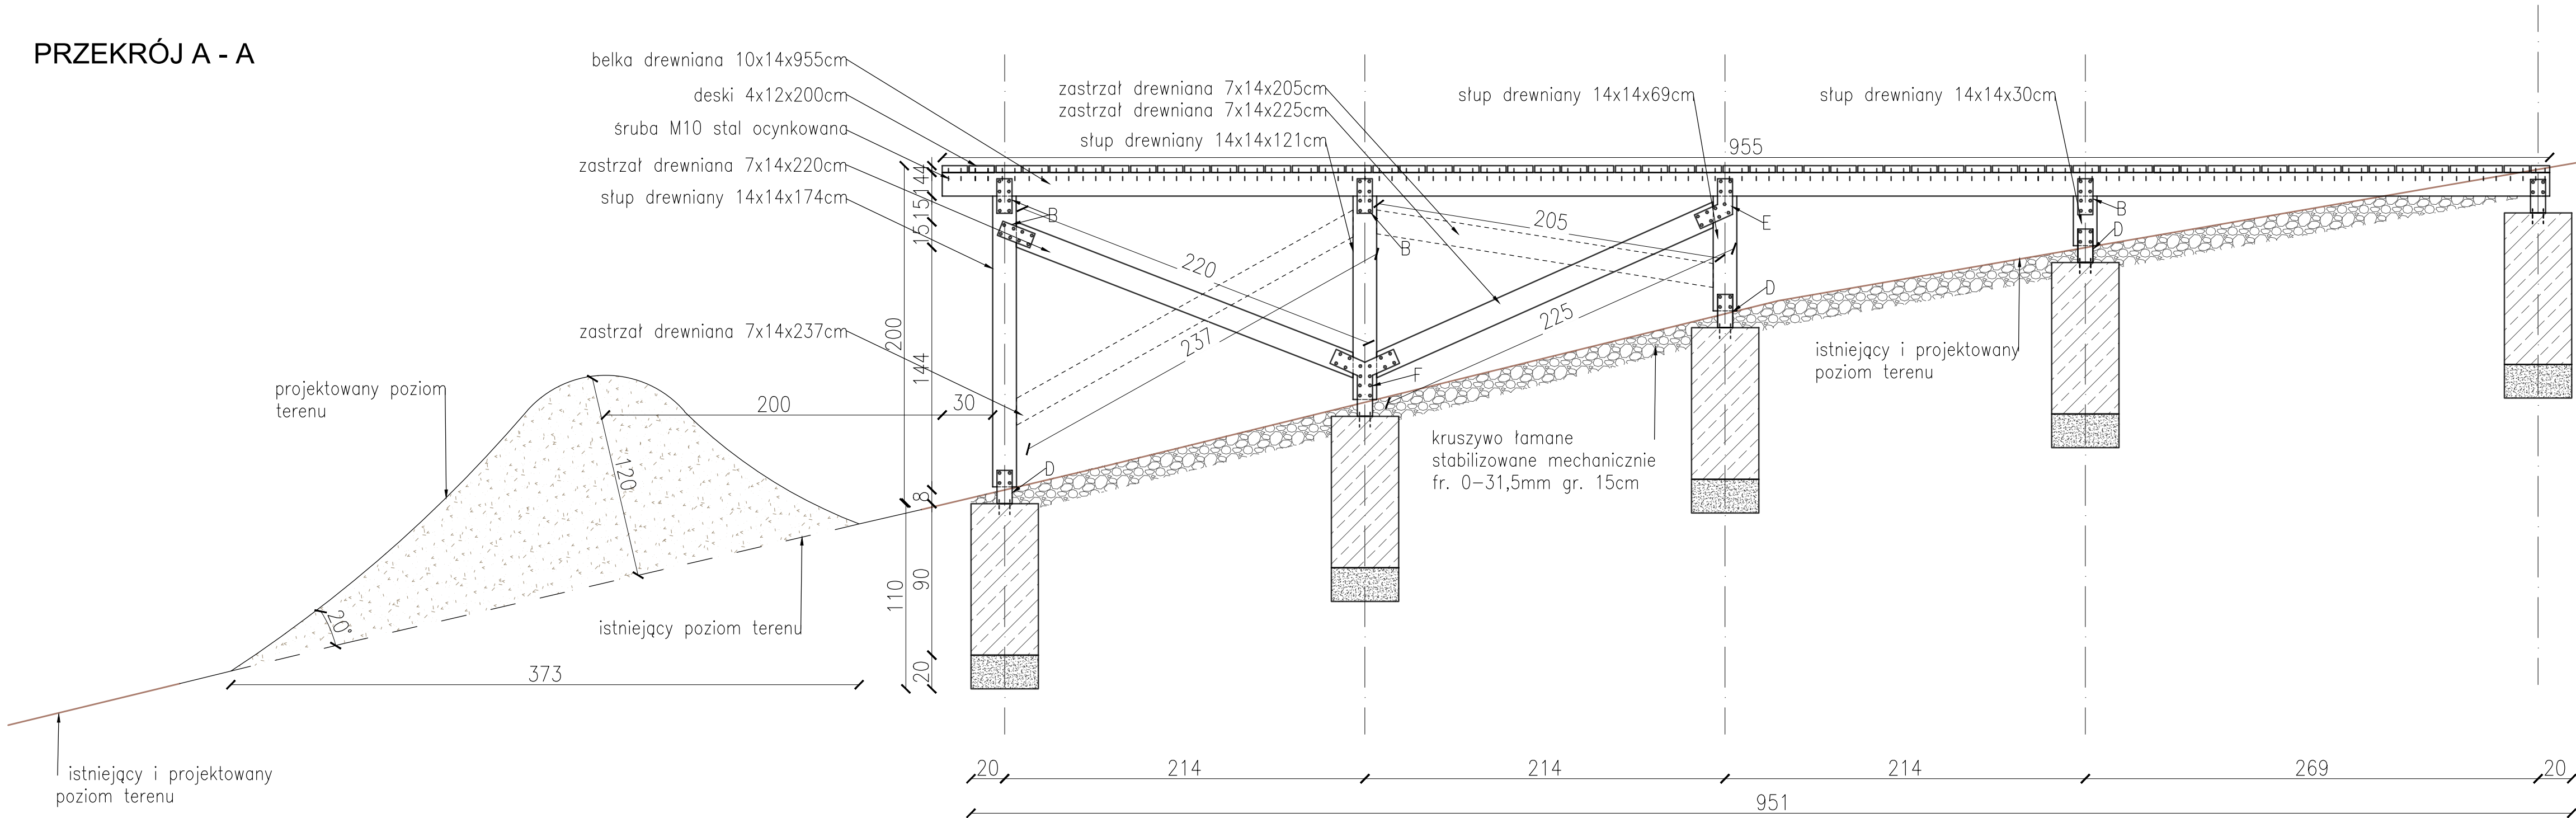 PRZEKRÓJ A - A
belka drewniana 10x14x955cm
deski 4x12x200cm
śruba M10 stal ocynkowana
zastrzał drewniana 7x14x220cm
słup drewniany 14x14x174cm
zastrzał drewniana 7x14x237cm
zastrzał drewniana 7x14x205cm
zastrzał drewniana 7x14x225cm
słup drewniany 14x14x121cm
słup drewniany 14x14x69cm
słup drewniany 14x14x30cm
955
4
14
15
15
200
144
8
110
90
20
B
220
237
B
205
225
E
D
B
D
F
D
projektowany poziom
terenu
200
30
120
20°
373
istniejący poziom terenu
kruszywo łamane
stabilizowane mechanicznie
fr. 0-31,5mm gr. 15cm
istniejący i projektowany
poziom terenu
istniejący i projektowany
poziom terenu
20
214
214
214
269
20
951